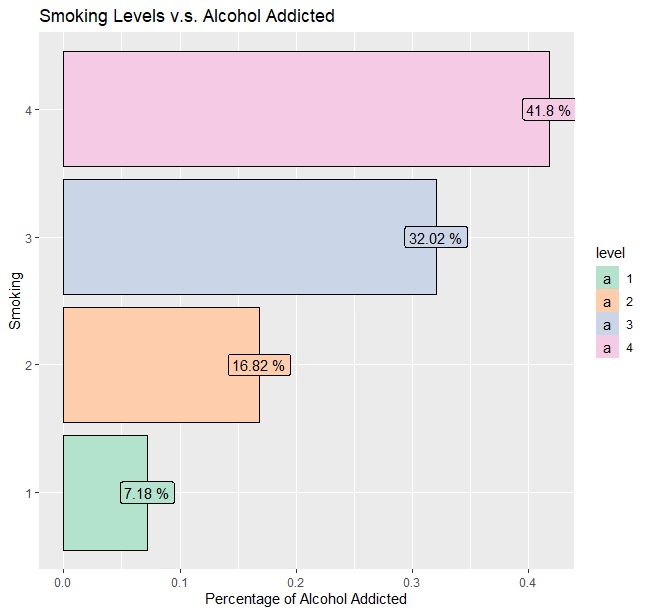 Smoking Levels v.s. Alcohol Addicted
4
41.8 %
3
32.02 %
2
16.82 %
1
7.18 %
Smoking
0.0 0.1 0.2 0.3 0.4
Percentage of Alcohol Addicted
level
a 1
a 2
a 3
a 4